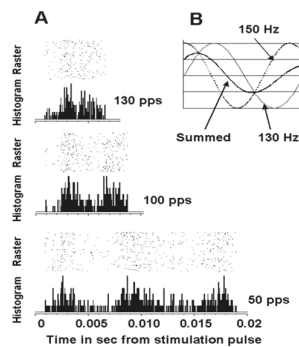 A
B
Histogram Raster
130 pps
150 Hz
Summed
130 Hz
Histogram Raster
100 pps
Histogram Raster
50 pps
0 0.005 0.010 0.015 0.02
Time in sec from stimulation pulse